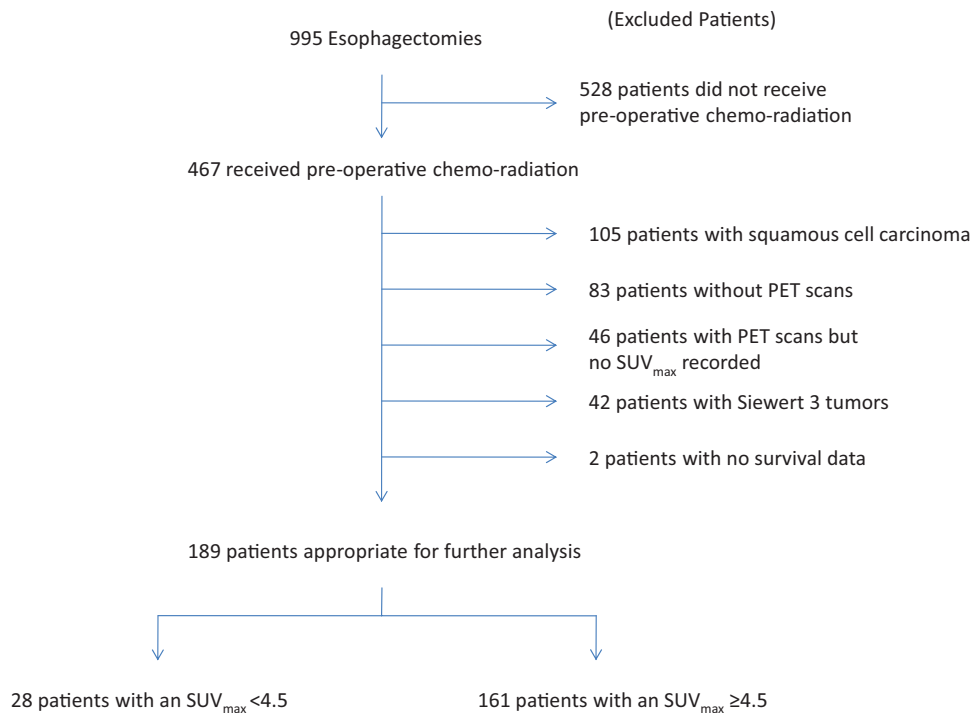 (Excluded Patients)
995 Esophagectomies
528 patients did not receive
pre-operative chemo-radiation
467 received pre-operative chemo-radiation
105 patients with squamous cell carcinoma
83 patients without PET scans
46 patients with PET scans but
no SUVmax recorded
42 patients with Siewert 3 tumors
2 patients with no survival data
189 patients appropriate for further analysis
28 patients with an SUVmax <4.5
161 patients with an SUVmax ≥4.5